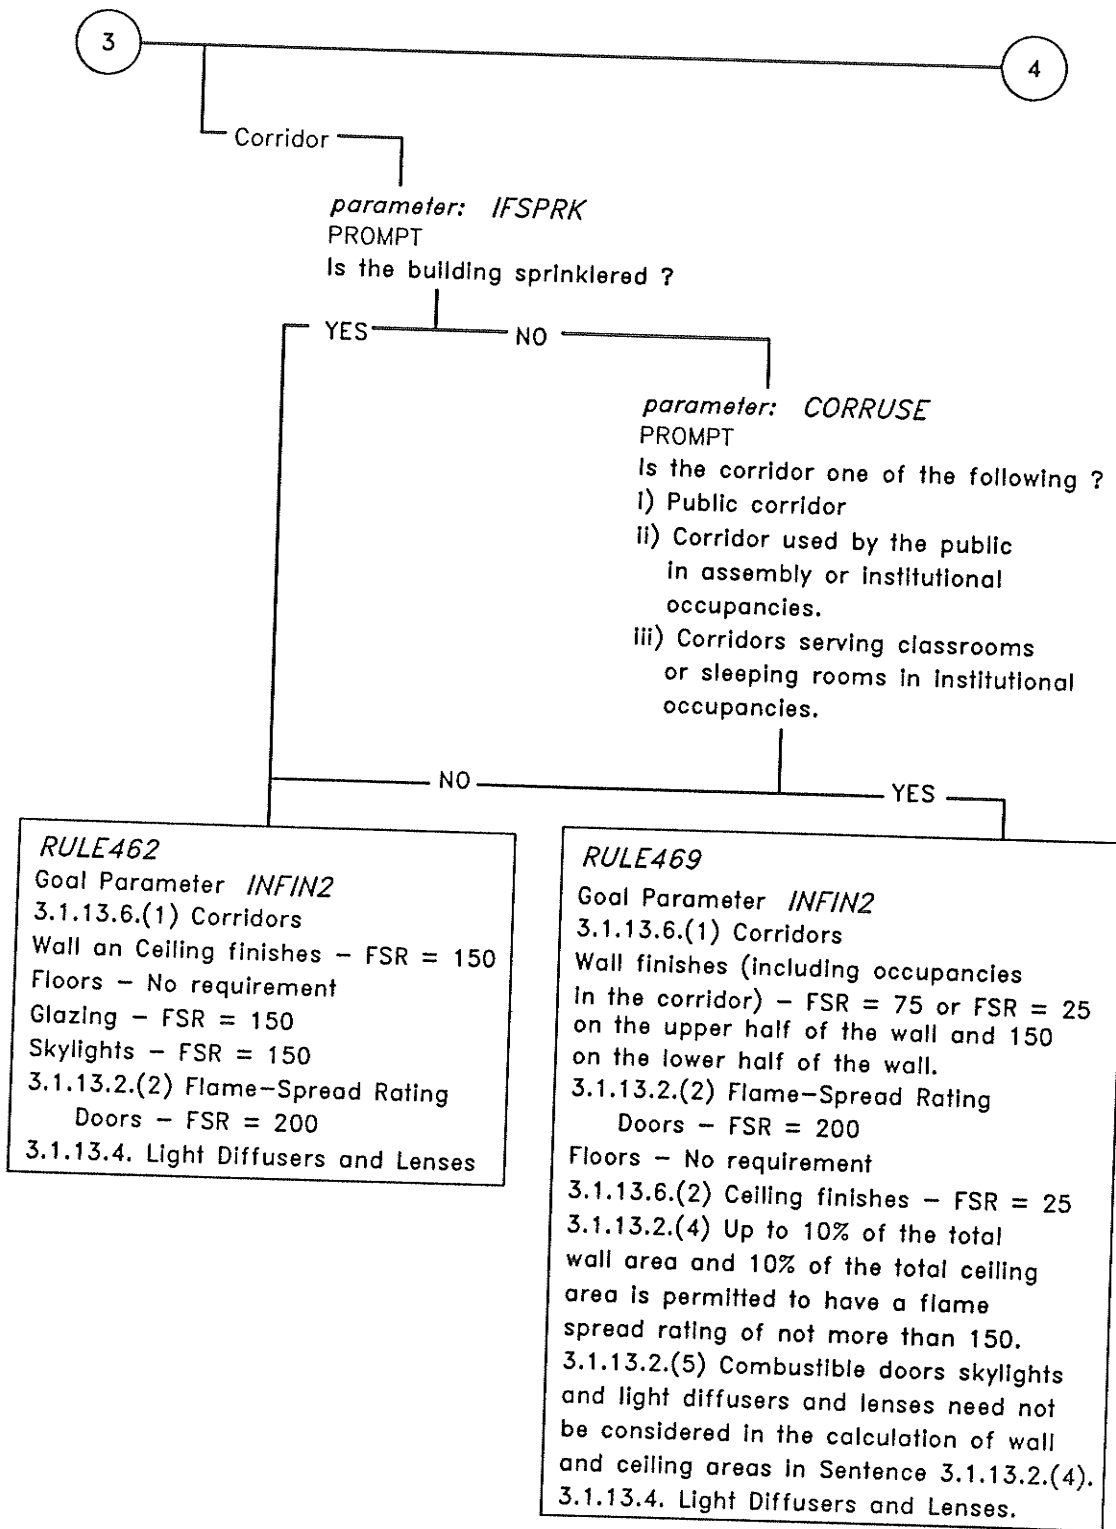 3
4
Corridor
parameter: IFSPRK
PROMPT
Is the building sprinklered ?
YES
NO
parameter: CORRUSE
PROMPT
Is the corridor one of the following ?
i) Public corridor
ii) Corridor used by the public
in assembly or institutional
occupancies.
iii) Corridors serving classrooms
or sleeping rooms in institutional
occupancies.
NO
YES
RULE462
Goal Parameter INFIN2
3.1.13.6.(1) Corridors
Wall an Ceiling finishes – FSR = 150
Floors – No requirement
Glazing – FSR = 150
Skylights – FSR = 150
3.1.13.2.(2) Flame–Spread Rating
Doors – FSR = 200
3.1.13.4. Light Diffusers and Lenses
RULE469
Goal Parameter INFIN2
3.1.13.6.(1) Corridors
Wall finishes (including occupancies
in the corridor) – FSR = 75 or FSR = 25
on the upper half of the wall and 150
on the lower half of the wall.
3.1.13.2.(2) Flame–Spread Rating
Doors – FSR = 200
Floors – No requirement
3.1.13.6.(2) Ceiling finishes – FSR = 25
3.1.13.2.(4) Up to 10% of the total
wall area and 10% of the total ceiling
area is permitted to have a flame
spread rating of not more than 150.
3.1.13.2.(5) Combustible doors skylights
and light diffusers and lenses need not
be considered in the calculation of wall
and ceiling areas in Sentence 3.1.13.2.(4).
3.1.13.4. Light Diffusers and Lenses.